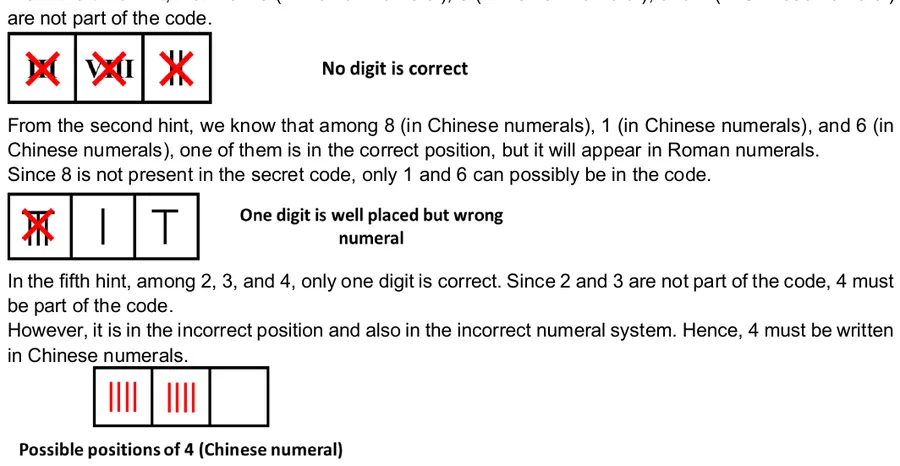 are not part of the code.
III VIII ||
No digit is correct
From the second hint, we know that among 8 (in Chinese numerals), 1 (in Chinese numerals), and 6 (in
Chinese numerals), one of them is in the correct position, but it will appear in Roman numerals.
Since 8 is not present in the secret code, only 1 and 6 can possibly be in the code.
One digit is well placed but wrong
numeral
In the fifth hint, among 2, 3, and 4, only one digit is correct. Since 2 and 3 are not part of the code, 4 must
be part of the code.
However, it is in the incorrect position and also in the incorrect numeral system. Hence, 4 must be written
in Chinese numerals.
|||| ||||
Possible positions of 4 (Chinese numeral)